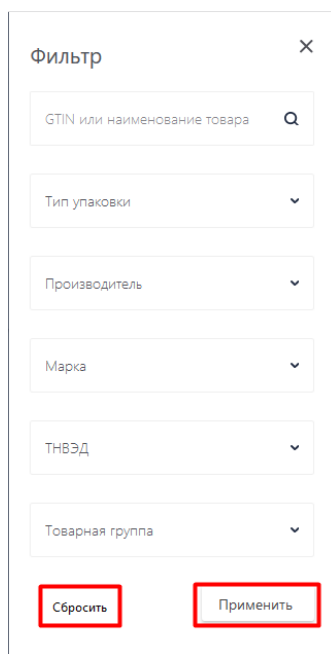 Фильтр
GTIN или наименование товара
Тип упаковки
Производитель
Марка
ТНВЭД
Товарная группа
Сбросить
Применить